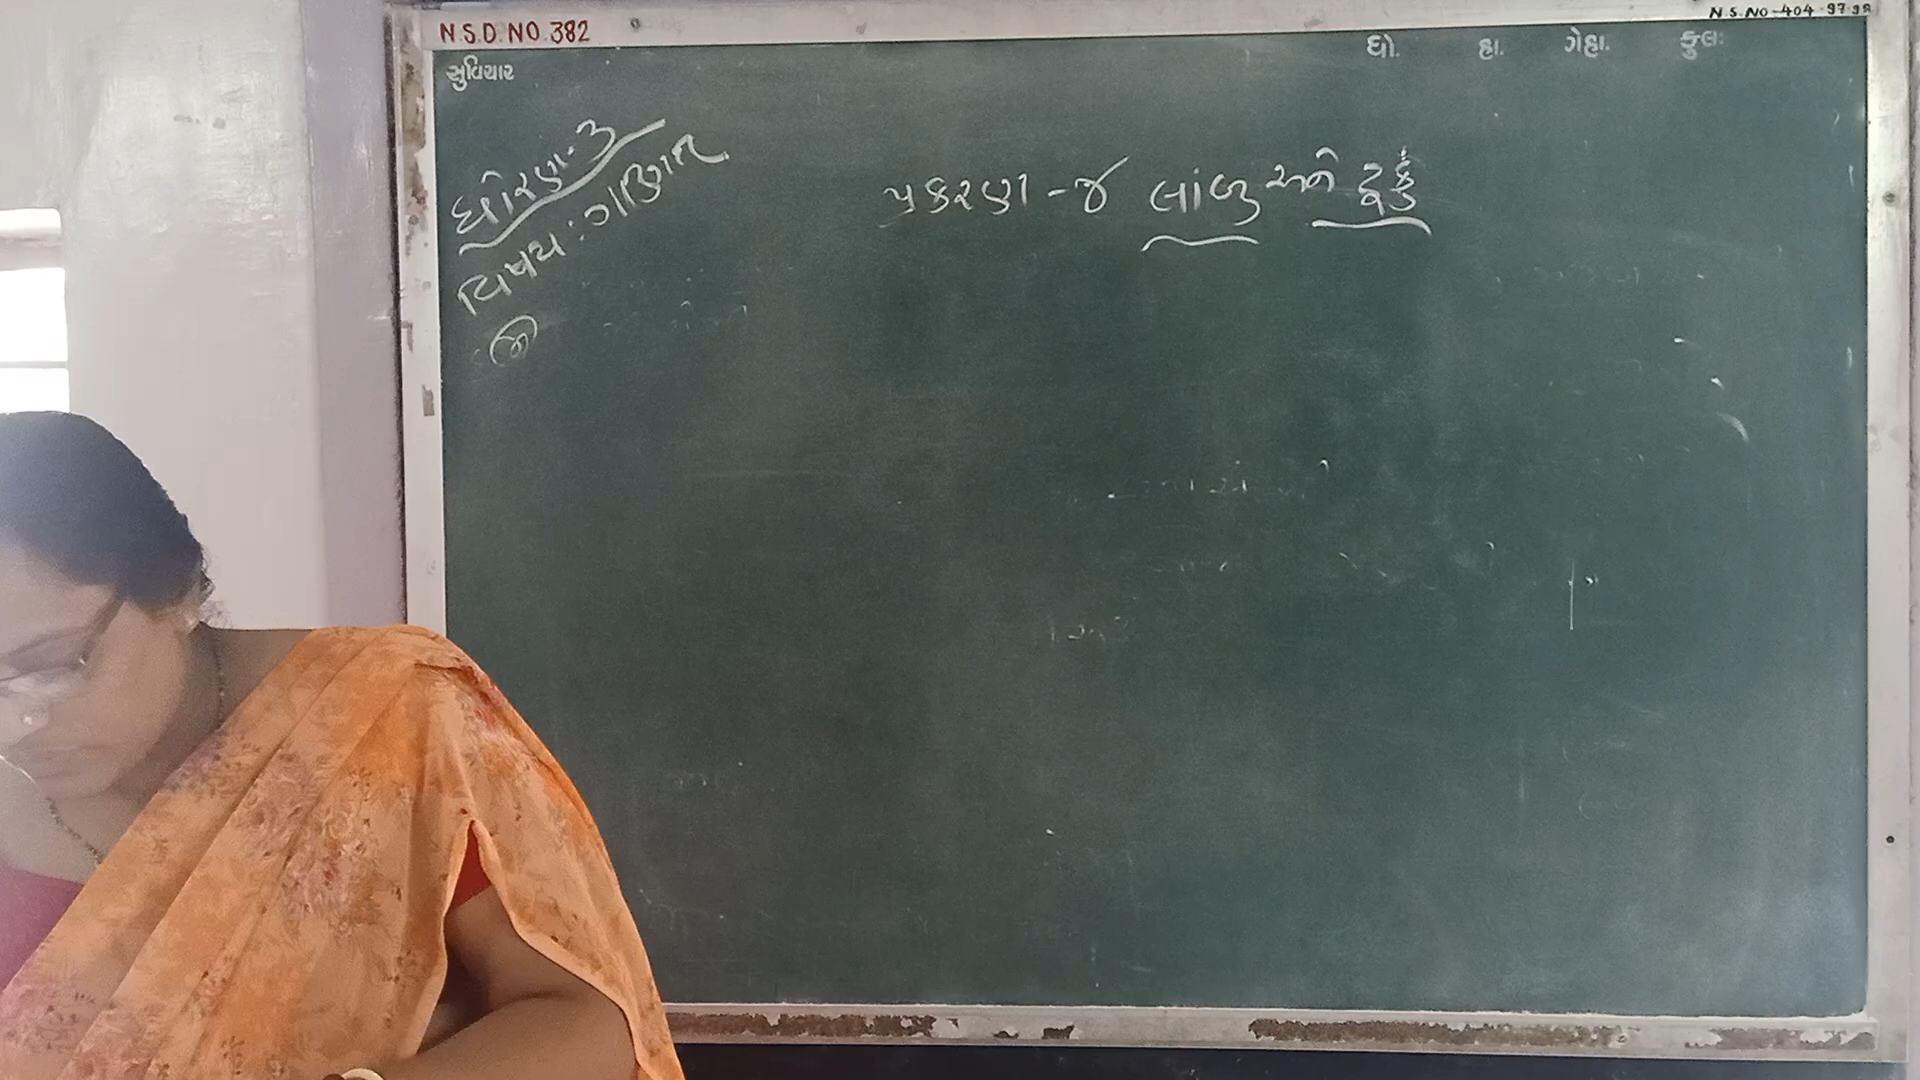 N.S.D. NO. 382
N.S. NO-404-97-98
સુવિચાર
ધો. હા. ગેહા. કુલ:
ધોરણ-૩
વિષય: ગણિત
પ્રકરણ-૪ લાંબુ અને ટૂંકું